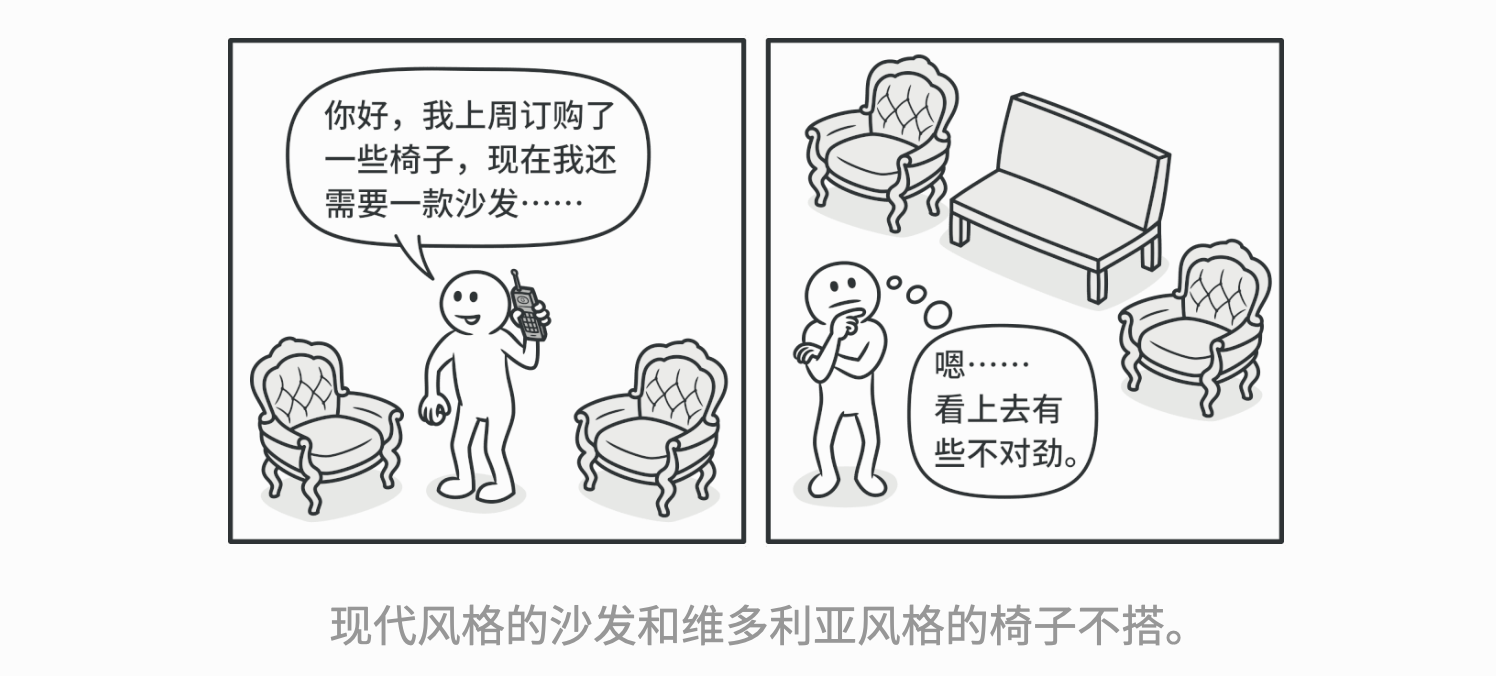 你好，我上周订购了
一些椅子，现在我还
需要一款沙发……
嗯……
看上去有
些不对劲。
现代风格的沙发和维多利亚风格的椅子不搭。